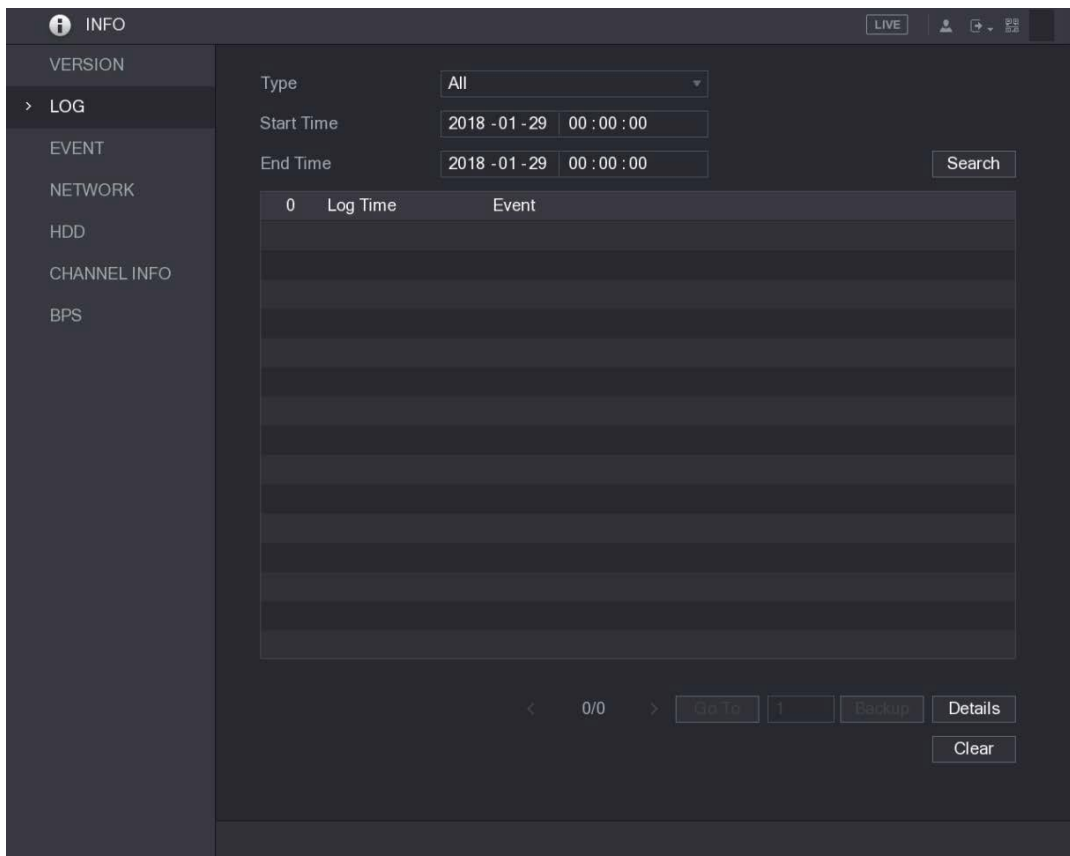 INFO LIVE
VERSION
> LOG
EVENT
NETWORK
HDD
CHANNEL INFO
BPS
Type All
Start Time 2018 -01 -29 00 : 00 : 00
End Time 2018 -01 -29 00 : 00 : 00
Search
0 Log Time Event
< 0/0 > Go To 1 Backup Details
Clear